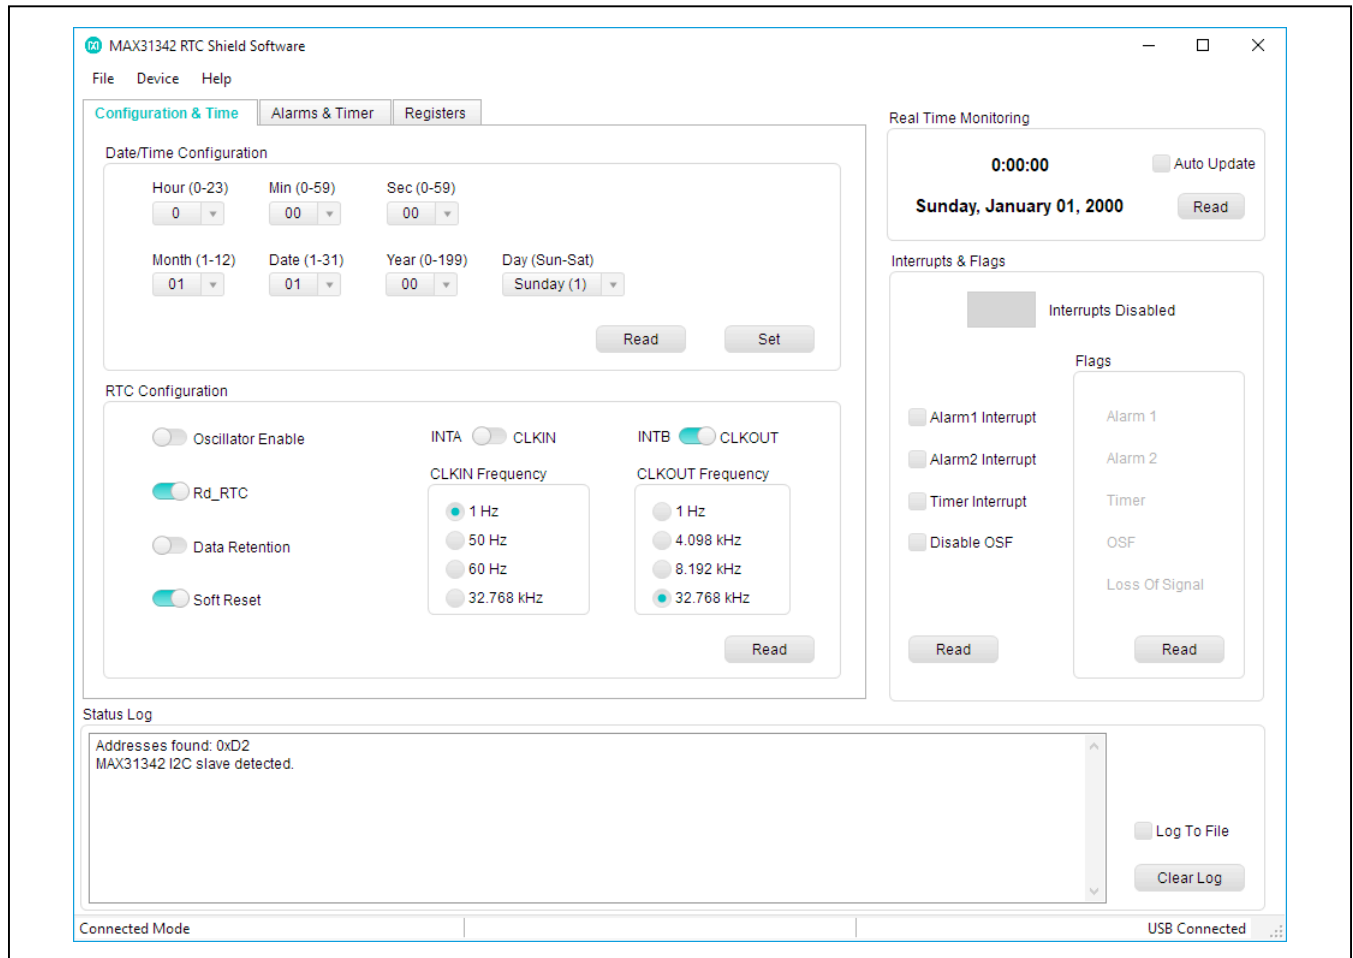 MAX31342 RTC Shield Software
File Device Help
Configuration & Time Alarms & Timer Registers
Date/Time Configuration
Hour (0-23) Min (0-59) Sec (0-59)
0 00 00
Month (1-12) Date (1-31) Year (0-199) Day (Sun-Sat)
01 01 00 Sunday (1)
Read Set
RTC Configuration
Oscillator Enable
Rd_RTC
Data Retention
Soft Reset
INTA CLKIN
CLKIN Frequency
1 Hz
50 Hz
60 Hz
32.768 kHz
INTB CLKOUT
CLKOUT Frequency
1 Hz
4.098 kHz
8.192 kHz
32.768 kHz
Read
Real Time Monitoring
0:00:00 Auto Update
Sunday, January 01, 2000 Read
Interrupts & Flags
Interrupts Disabled
Alarm1 Interrupt
Alarm2 Interrupt
Timer Interrupt
Disable OSF
Read
Flags
Alarm 1
Alarm 2
Timer
OSF
Loss Of Signal
Read
Status Log
Addresses found: 0xD2
MAX31342 I2C slave detected.
Log To File
Clear Log
Connected Mode USB Connected